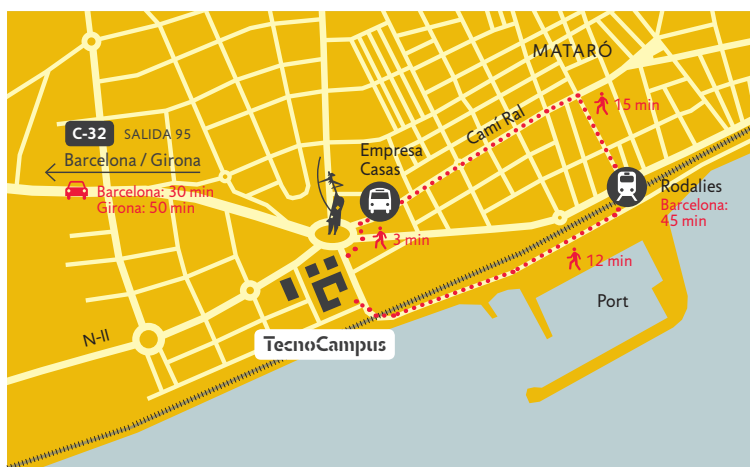 MATARÓ
15 min
Camí Ral
C-32 SALIDA 95
Barcelona / Girona
Barcelona: 30 min
Girona: 50 min
Empresa
Casas
Rodalies
Barcelona:
45 min
3 min
12 min
Port
N-II
TecnoCampus